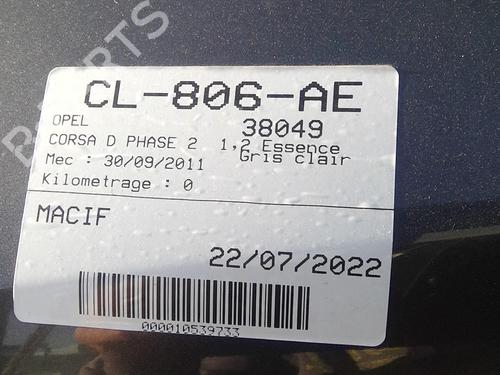 CL-806-AE
OPEL 38049
CORSA D PHASE 2 1,2 Essence
Mec : 30/09/2011 Gris clair
Kilometrage : 0
MACIF
22/07/2022
000010539733
PARTS